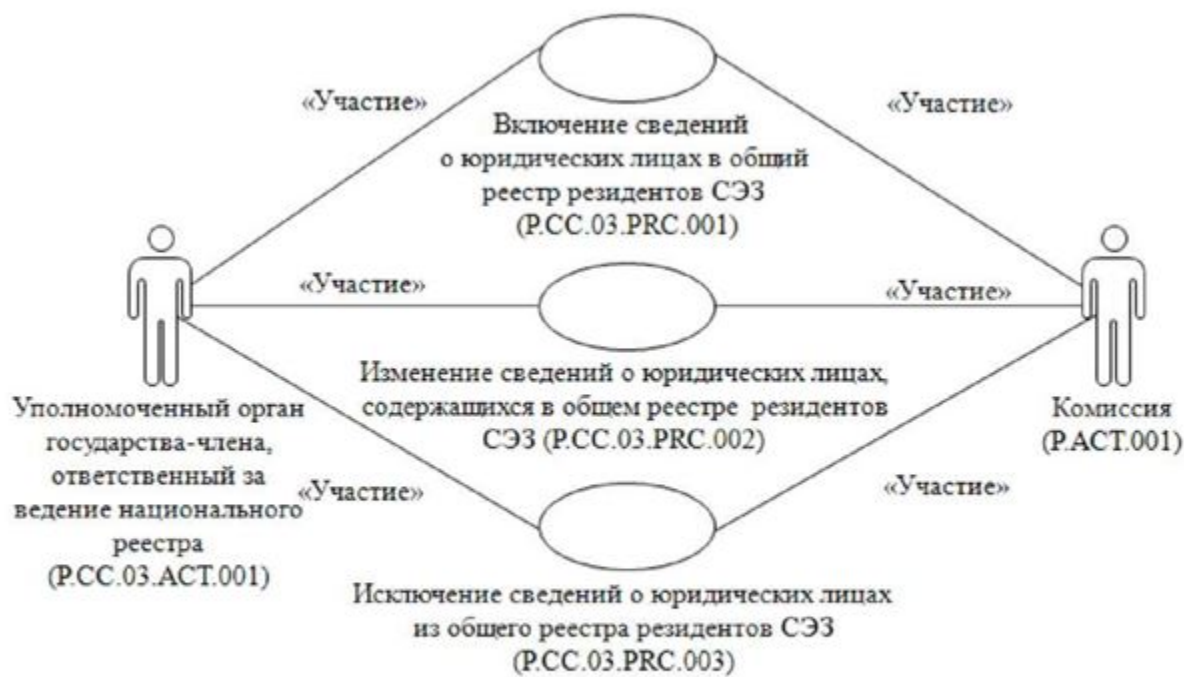 «Участие»
«Участие»
Включение сведений
о юридических лицах в общий
реестр резидентов СЭЗ
(P.CC.03.PRC.001)
«Участие»
«Участие»
Изменение сведений о юридических лицах,
содержащихся в общем реестре резидентов
СЭЗ (P.CC.03.PRC.002)
Уполномоченный орган
государства-члена,
ответственный за
ведение национального
реестра
(P.CC.03.ACT.001)
Комиссия
(P.ACT.001)
«Участие»
«Участие»
Исключение сведений о юридических лицах
из общего реестра резидентов СЭЗ
(P.CC.03.PRC.003)